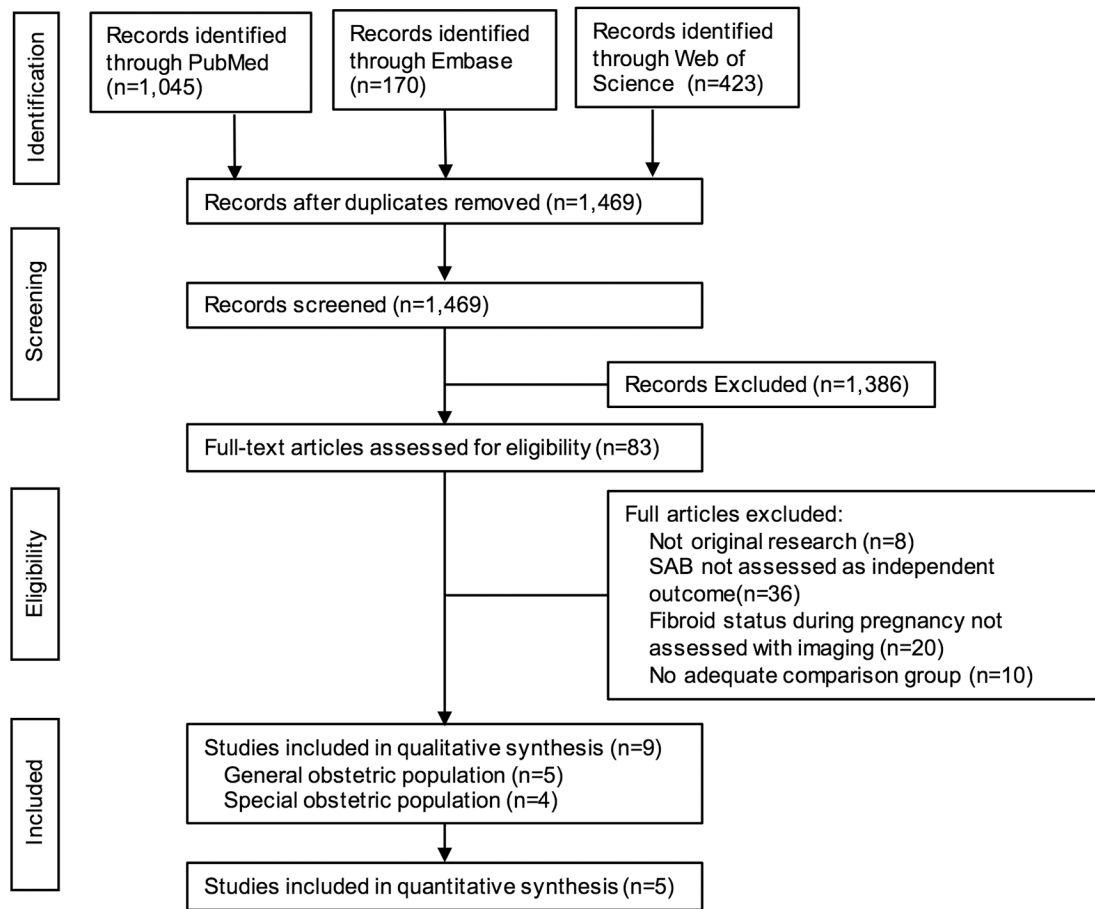 Identification
Records identified
through PubMed
(n=1,045)
Records identified
through Embase
(n=170)
Records identified
through Web of
Science (n=423)
Records after duplicates removed (n=1,469)
Screening
Records screened (n=1,469)
Records Excluded (n=1,386)
Full-text articles assessed for eligibility (n=83)
Eligibility
Full articles excluded:
Not original research (n=8)
SAB not assessed as independent
outcome(n=36)
Fibroid status during pregnancy not
assessed with imaging (n=20)
No adequate comparison group (n=10)
Included
Studies included in qualitative synthesis (n=9)
General obstetric population (n=5)
Special obstetric population (n=4)
Studies included in quantitative synthesis (n=5)